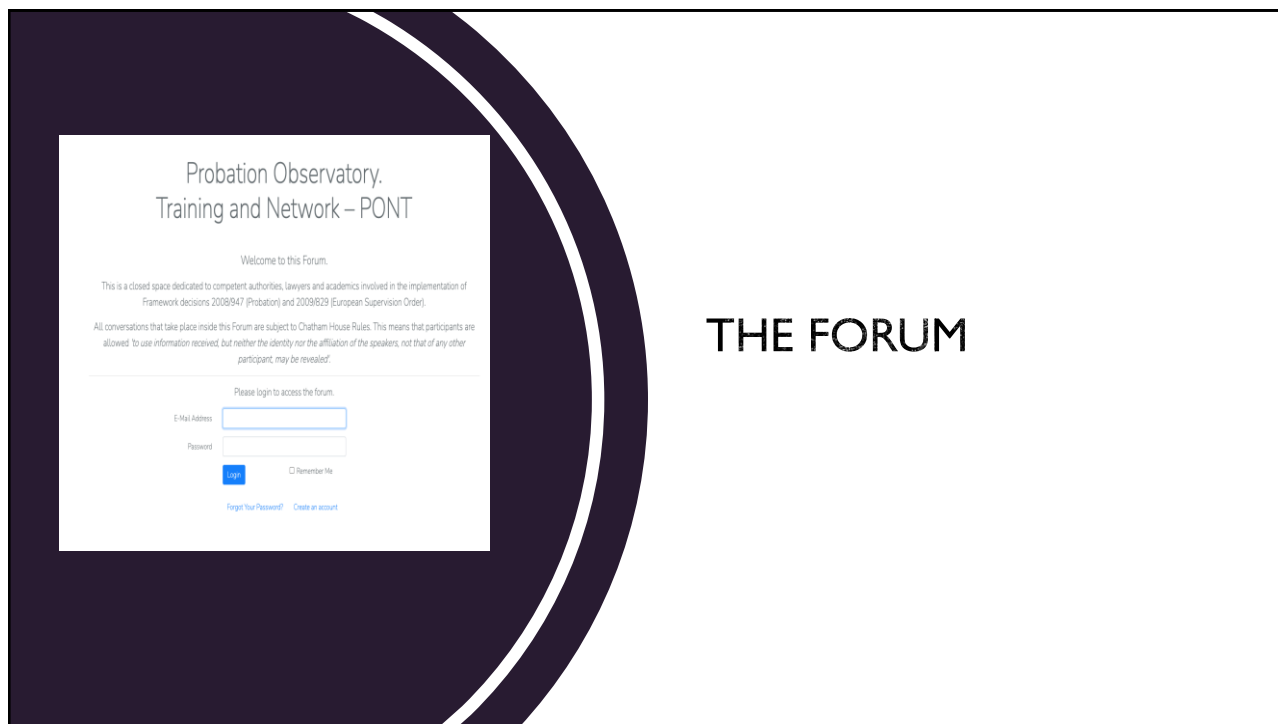 Probation Observatory.
Training and Network – PONT
Welcome to this Forum.
This is a closed space dedicated to competent authorities, lawyers and academics involved in the implementation of
Framework decisions 2008/947 (Probation) and 2009/829 (European Supervision Order).
All conversations that take place inside this Forum are subject to Chatham House Rules. This means that participants are
allowed 'to use information received, but neither the identity nor the affiliation of the speakers, not that of any other
participant, may be revealed'.
Please login to access the forum.
E-Mail Address
Password
Login Remember Me
Forgot Your Password? Create an account
THE FORUM